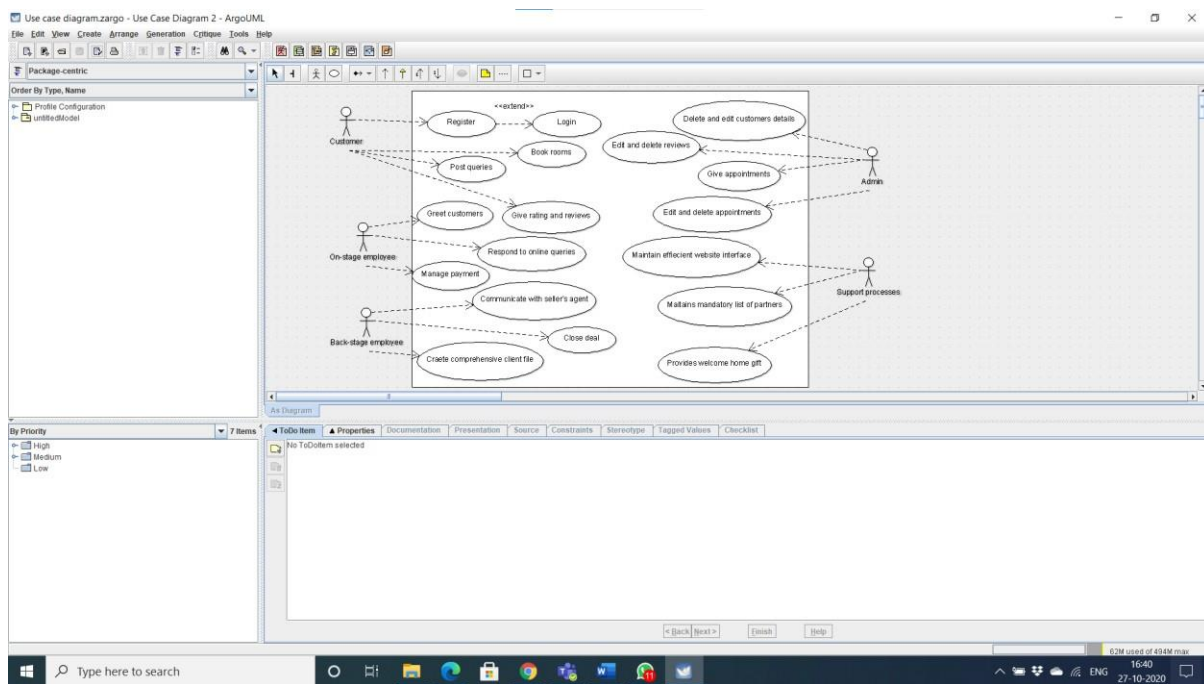 Use case diagram.zargo - Use Case Diagram 2 - ArgoUML
File Edit View Create Arrange Generation Critique Tools Help
Package-centric
Order By Type, Name
Profile Configuration
untitledModel
<<extend>>
Register
Login
Customer
Book rooms
Post queries
Give rating and reviews
Delete and edit customers details
Edit and delete reviews
Give appointments
Admin
Edit and delete appointments
Greet customers
On-stage employee
Respond to online queries
Manage payment
Maintain effiecient website interface
Support processes
Communicate with seller's agent
Maitains mandatory list of partners
Back-stage employee
Close deal
Craete comprehensive client file
Provides welcome home gift
As Diagram
By Priority
7 Items
High
Medium
Low
ToDo Item Properties Documentation Presentation Source Constraints Stereotype Tagged Values Checklist
No ToDoItem selected
< Back Next > Finish Help
62M used of 494M max
Type here to search
11
ENG
16:40
27-10-2020